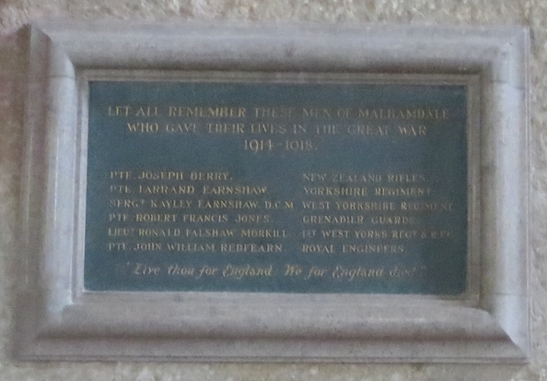 LET ALL REMEMBER THESE MEN OF MALHAMDALE
WHO GAVE THEIR LIVES IN THE GREAT WAR
1914-1918.
PTE. JOSEPH BERRY. NEW ZEALAND RIFLES.
PTE. FARRAND EARNSHAW. YORKSHIRE REGIMENT.
SERGT KAYLEY EARNSHAW, D.C.M. WEST YORKSHIRE REGIMENT.
PTE. ROBERT FRANCIS JONES. GRENADIER GUARDS.
LIEUT RONALD FALSHAW MORKILL. 1ST WEST YORKS REGT &
PTE. JOHN WILLIAM REDFEARN. ROYAL ENGINEERS.
"Live thou for England. We for England died."